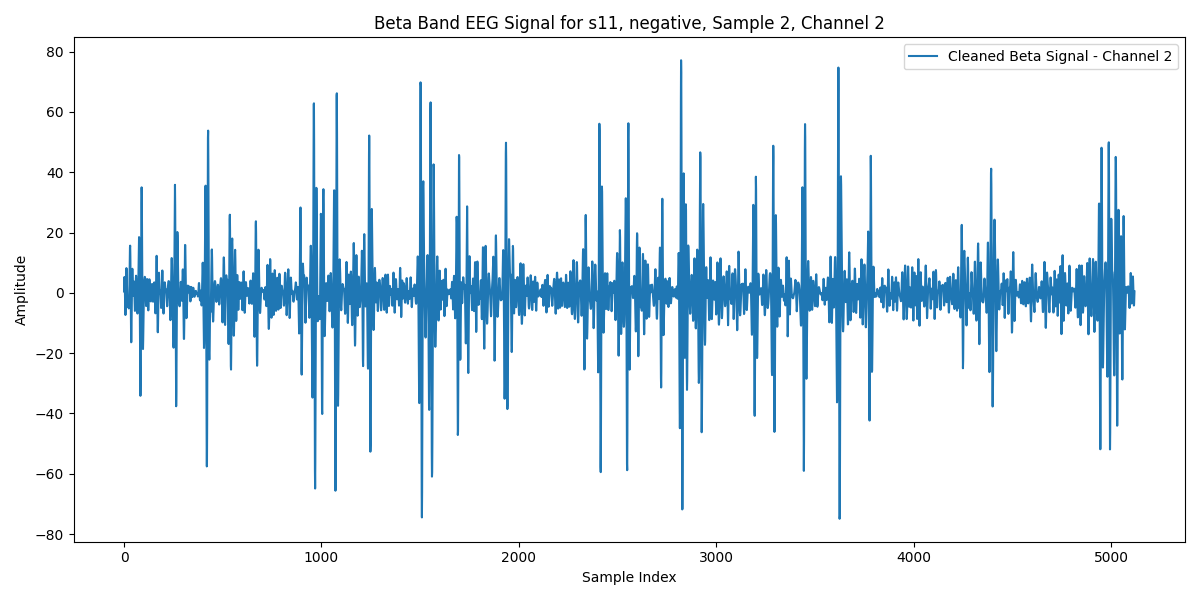 Beta Band EEG Signal for s11, negative, Sample 2, Channel 2
Cleaned Beta Signal - Channel 2
Amplitude
80
60
40
20
0
−20
−40
−60
−80
0 1000 2000 3000 4000 5000
Sample Index